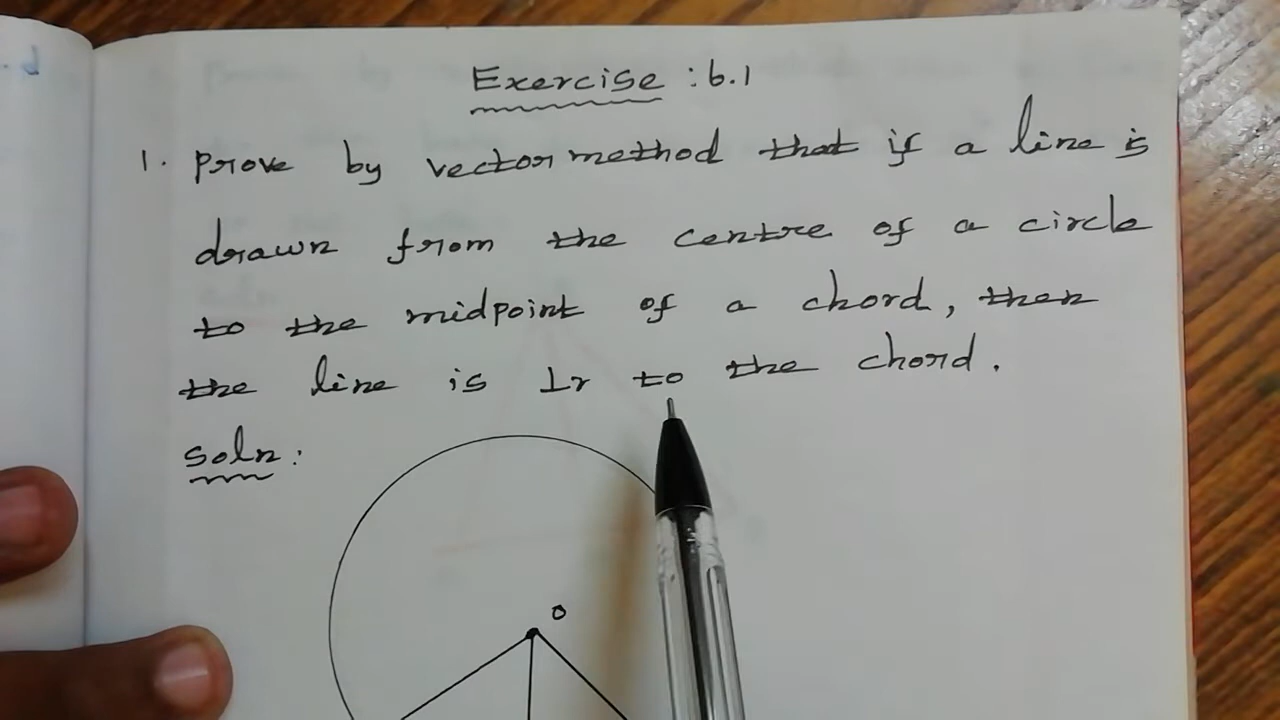 Exercise : 6.1
1. prove by vector method that if a line is
drawn from the centre of a circle
to the midpoint of a chord, then
the line is ⊥r to the chord.
Soln:
O